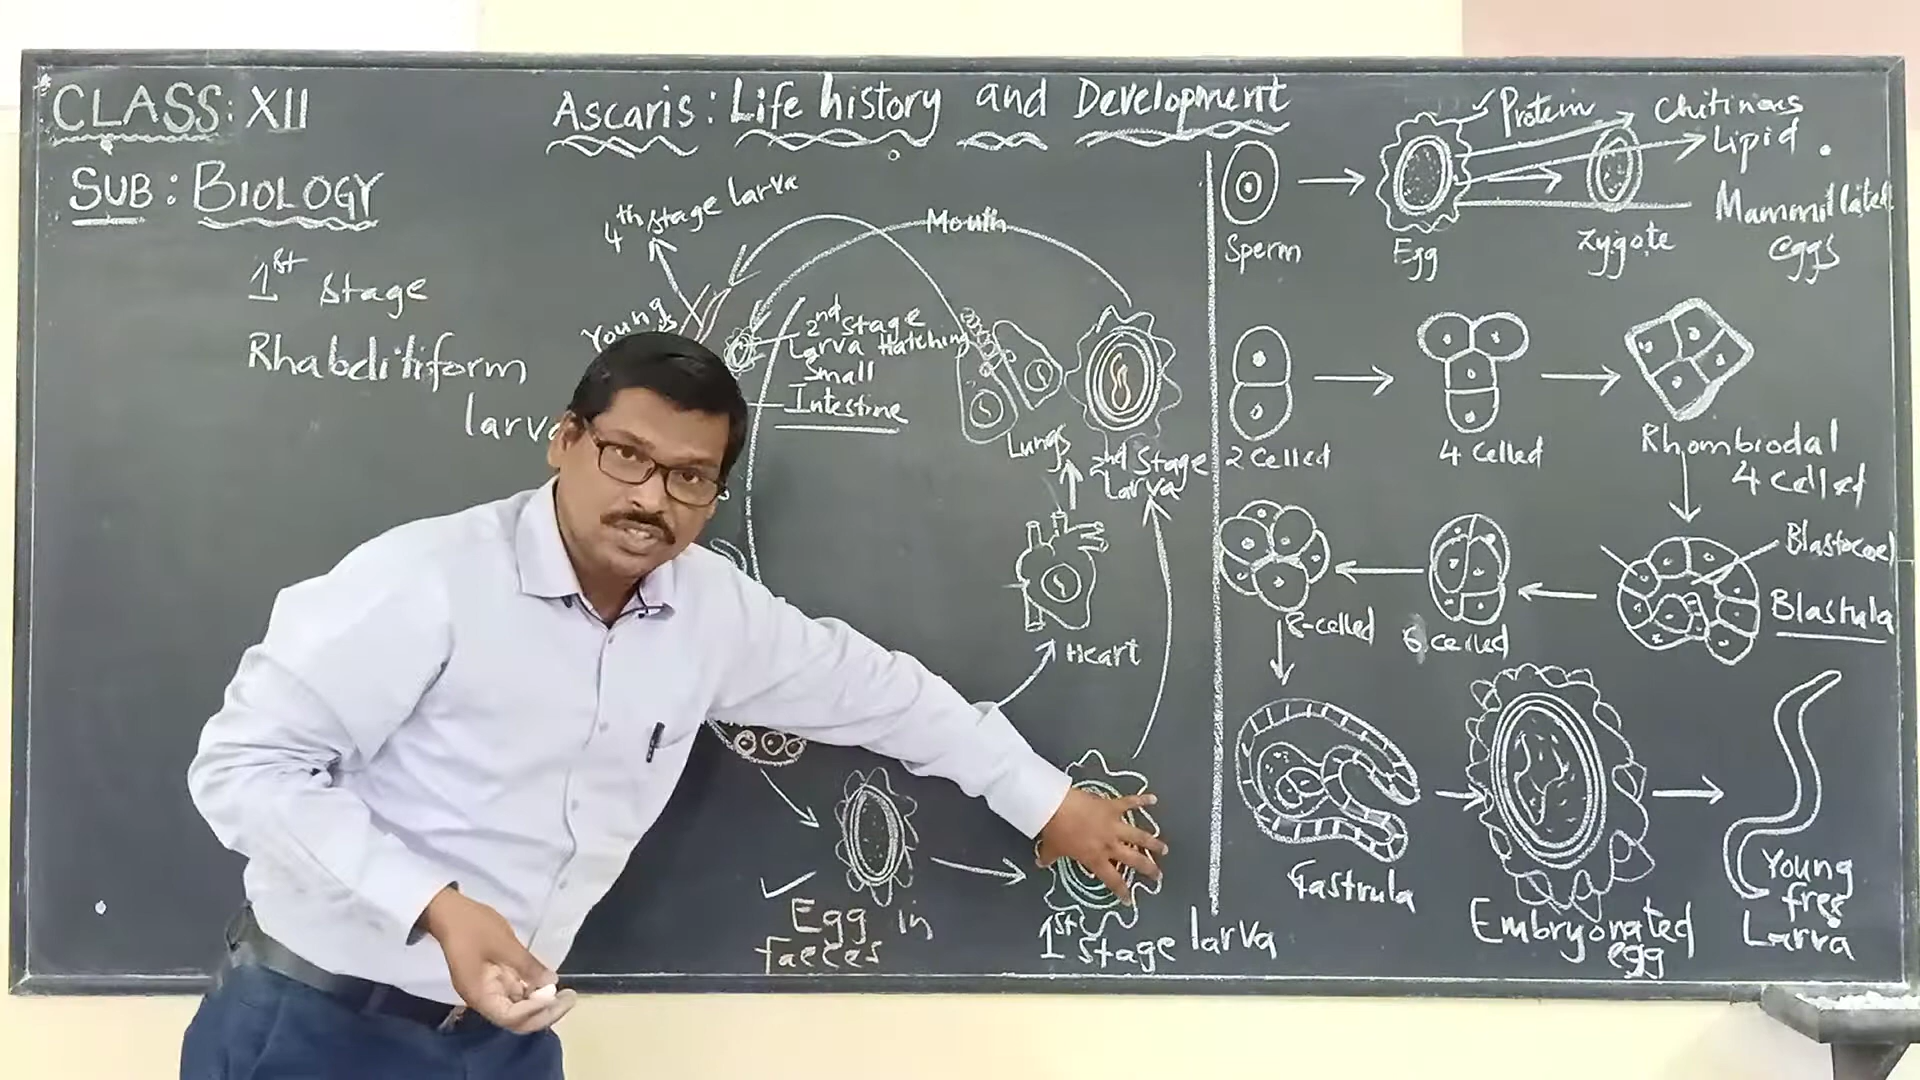 CLASS: XII
SUB: BIOLOGY
1st Stage
Rhabditiform
larva
Ascaris: Life history and Development
4th stage larva
Young
Mouth
2nd Stage
Larva Hatching
Small
Intestine
Lungs
2nd Stage
Larva
Heart
Egg in
faeces
1st stage larva
Sperm
Egg
Protein
Chitinous
Lipid
Zygote
Mammillated
eggs
2 Celled
4 Celled
Rhombiodal
4 celled
Blastocoel
Blastula
6 celled
8-celled
Gastrula
Embryonated
egg
Young
free
Larva